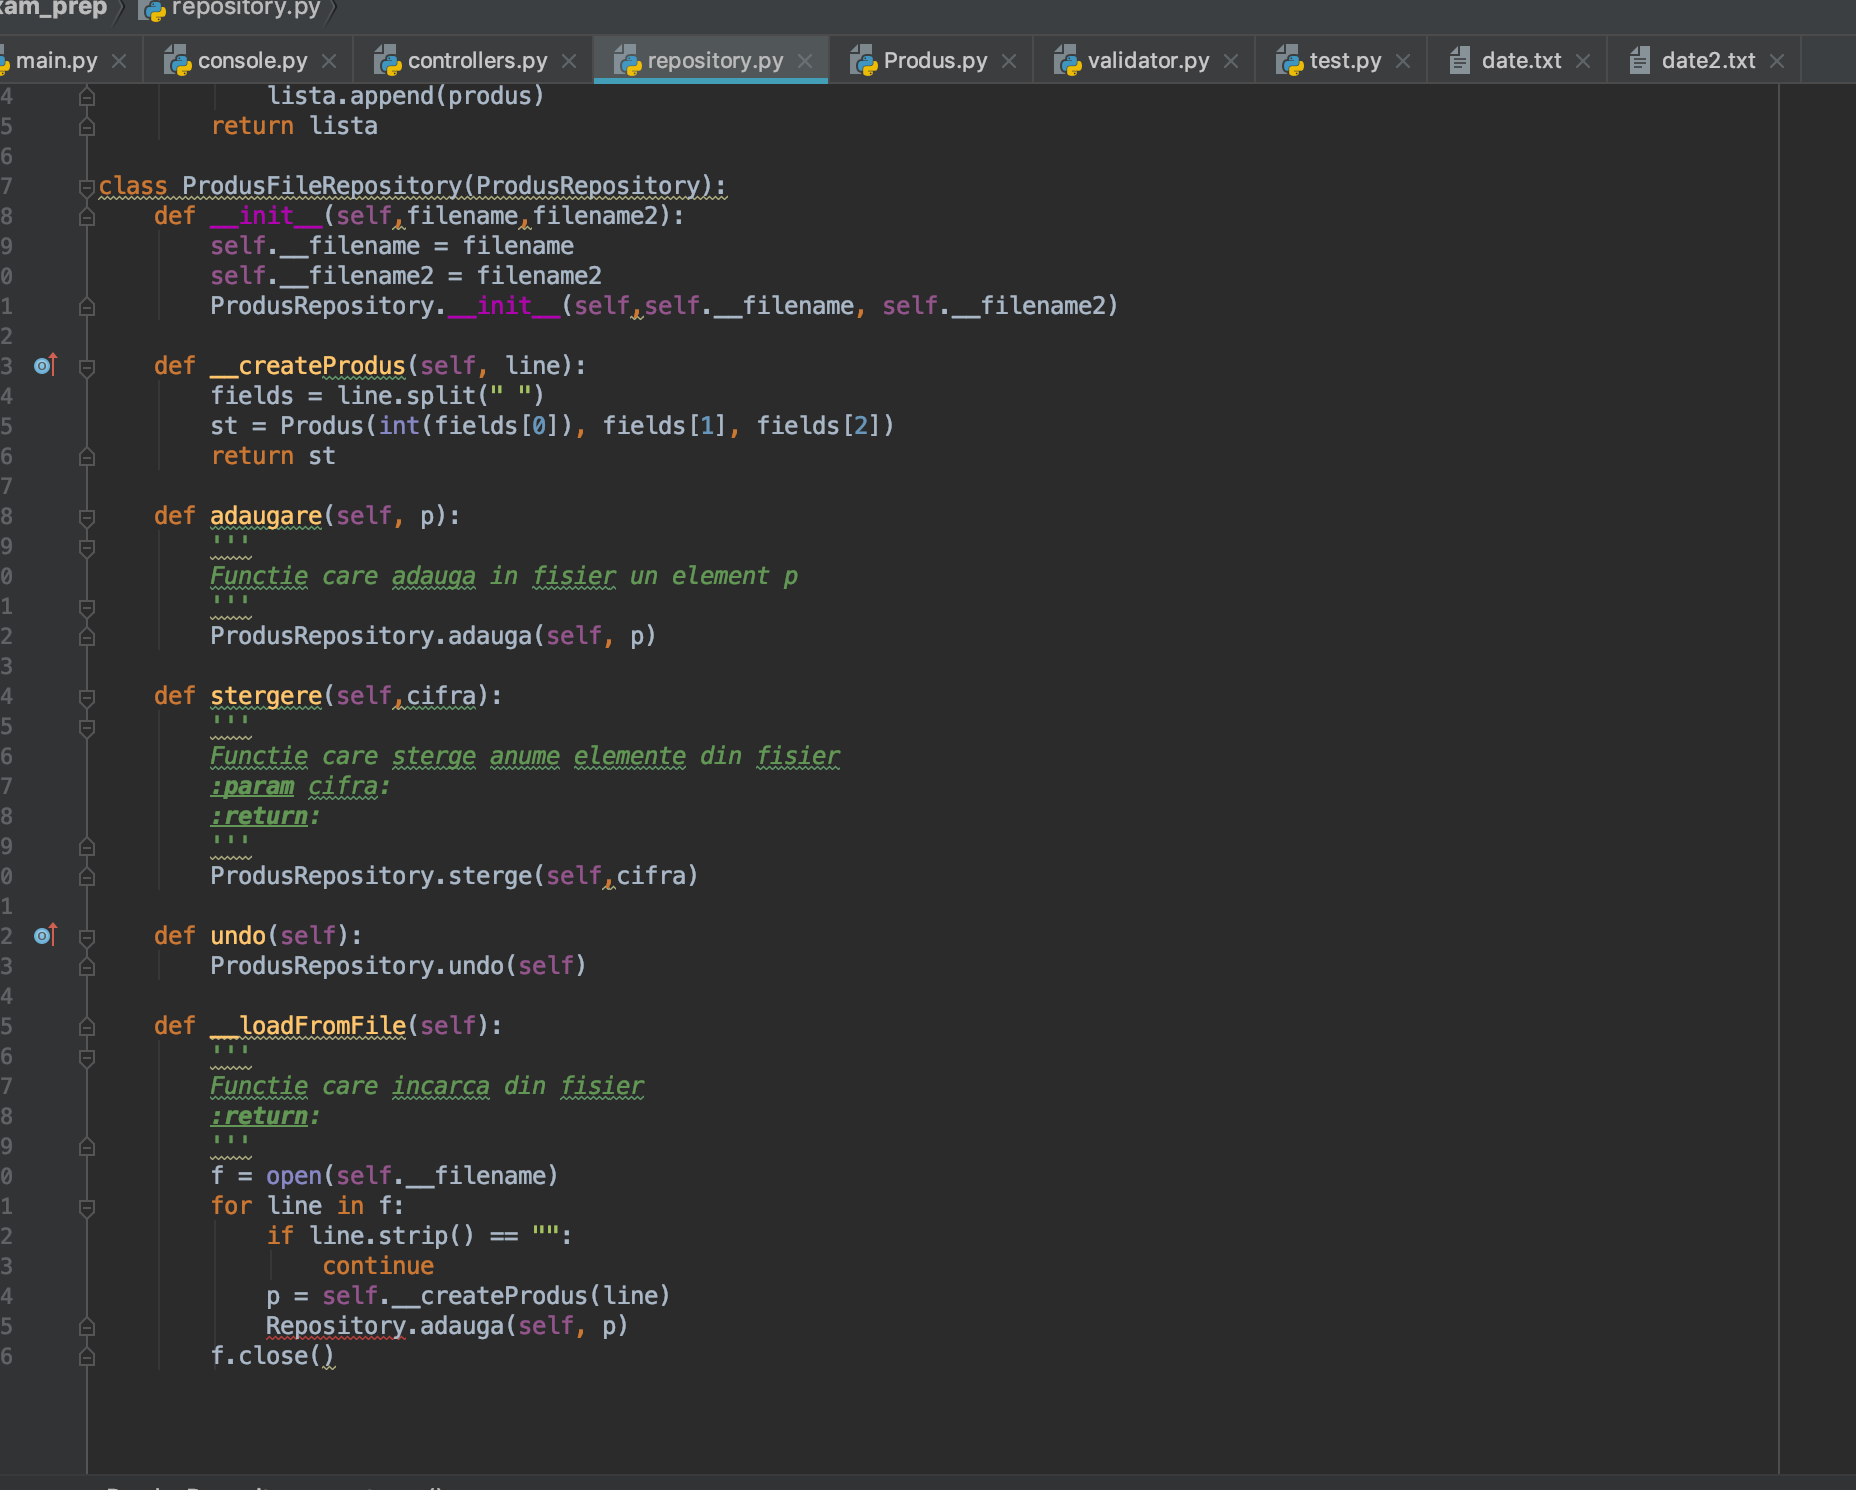 repository.py
main.py console.py controllers.py repository.py Produs.py validator.py test.py date.txt date2.txt
4 lista.append(produs)
5 return lista
6
7 class ProdusFileRepository(ProdusRepository):
8 def __init__(self,filename,filename2):
9 self.__filename = filename
0 self.__filename2 = filename2
1 ProdusRepository.__init__(self,self.__filename, self.__filename2)
2
3 def __createProdus(self, line):
4 fields = line.split(" ")
5 st = Produs(int(fields[0]), fields[1], fields[2])
6 return st
7
8 def adaugare(self, p):
9 '''
0 Functie care adauga in fisier un element p
1 '''
2 ProdusRepository.adauga(self, p)
3
4 def stergere(self,cifra):
5 '''
6 Functie care sterge anume elemente din fisier
7 :param cifra:
8 :return:
9 '''
0 ProdusRepository.sterge(self,cifra)
1
2 def undo(self):
3 ProdusRepository.undo(self)
4
5 def __loadFromFile(self):
6 '''
7 Functie care incarca din fisier
8 :return:
9 '''
0 f = open(self.__filename)
1 for line in f:
2 if line.strip() == "":
3 continue
4 p = self.__createProdus(line)
5 Repository.adauga(self, p)
6 f.close()